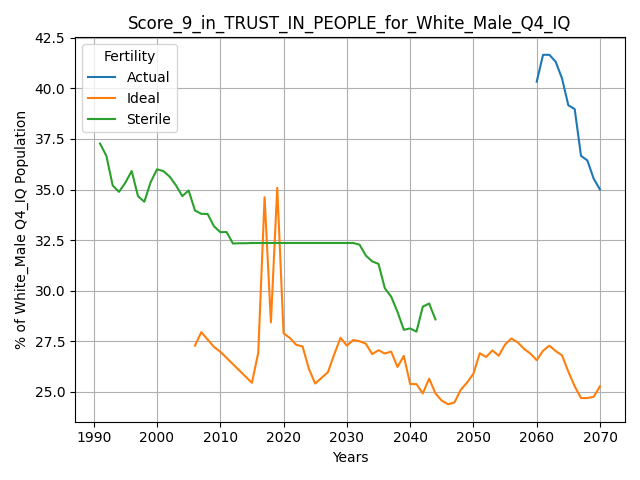 Score_9_in_TRUST_IN_PEOPLE_for_White_Male_Q4_IQ
% of White_Male Q4_IQ Population
42.5
40.0
37.5
35.0
32.5
30.0
27.5
25.0
Fertility
Actual
Ideal
Sterile
1990 2000 2010 2020 2030 2040 2050 2060 2070
Years